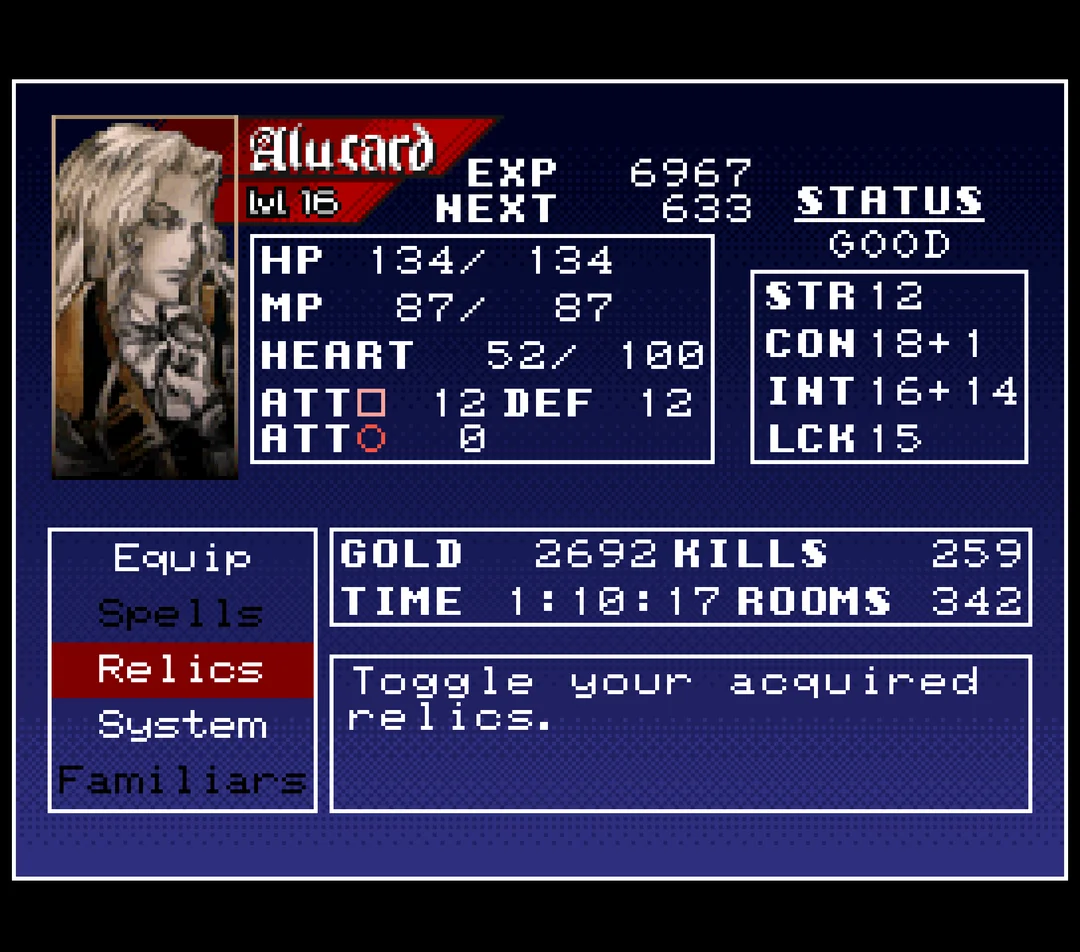 Alucard
lvl 16
EXP 6967
NEXT 633
STATUS
GOOD
HP 134/ 134
MP 87/ 87
HEART 52/ 100
ATT□ 12 DEF 12
ATT○ 0
STR 12
CON 18+ 1
INT 16+14
LCK 15
Equip
Spells
Relics
System
Familiars
GOLD 2692 KILLS 259
TIME 1:10:17 ROOMS 342
Toggle your acquired
relics.